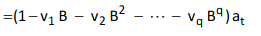 =(1−v₁ B − v₂ B² − ⋯ − v_q B^q) a_t